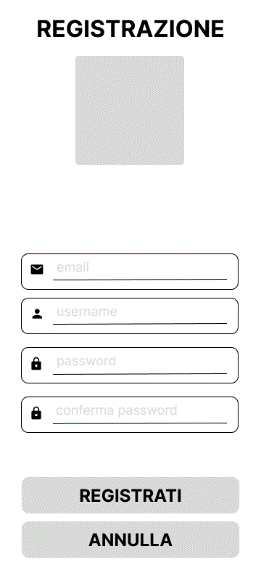 REGISTRAZIONE
email
username
password
conferma password
REGISTRATI
ANNULLA